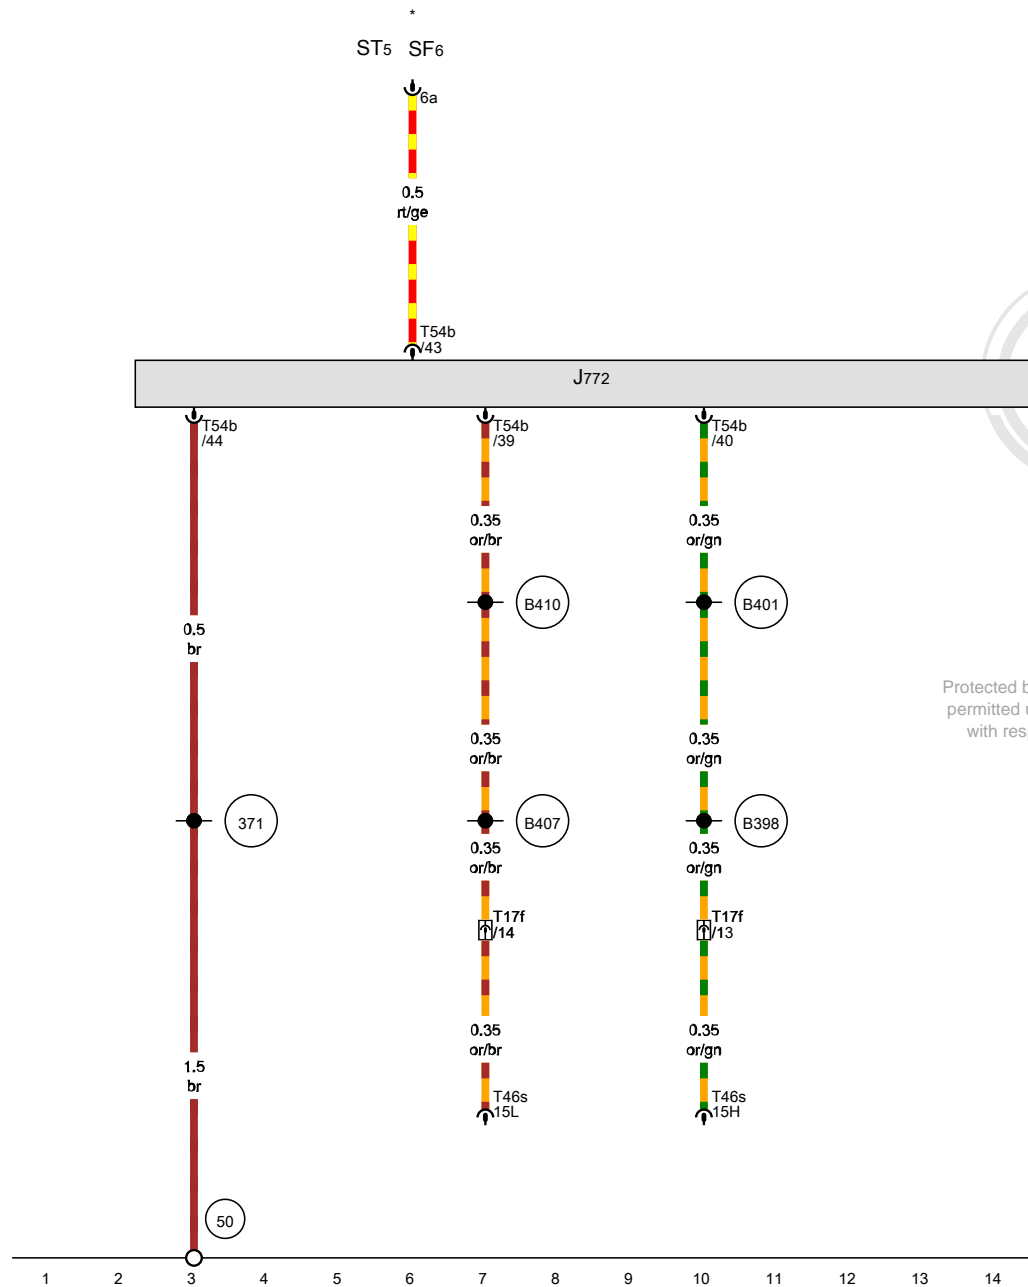 *
ST5 SF6
6a
0.5
rt/ge
T54b
/43
J772
T54b
/44
T54b
/39
T54b
/40
0.35
or/br
0.35
or/gn
B410
B401
0.5
br
Protected b
permitted u
with resp
0.35
or/br
0.35
or/gn
371
B407
B398
0.35
or/br
0.35
or/gn
T17f
/14
T17f
/13
0.35
or/br
0.35
or/gn
1.5
br
T46s
15L
T46s
15H
50
1 2 3 4 5 6 7 8 9 10 11 12 13 14